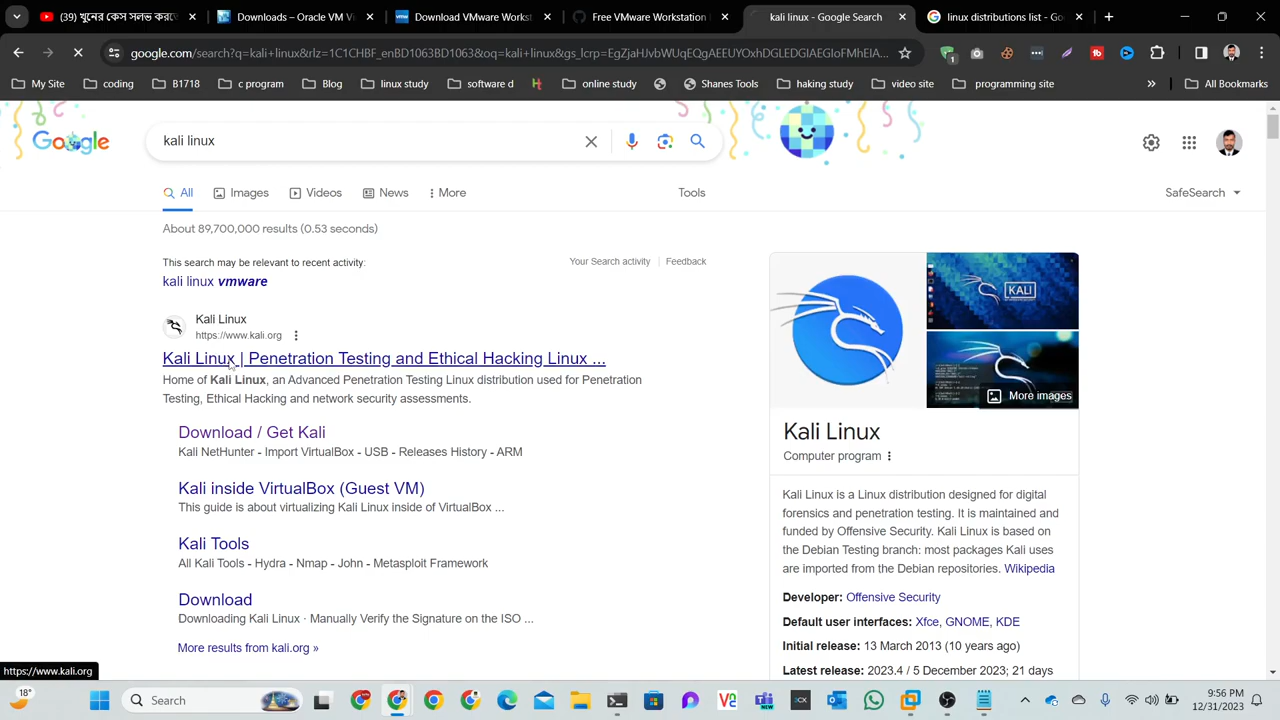 (39) খুনের কেস সলভ করতে
Downloads – Oracle VM V
Download VMware Workst
Free VMware Workstation
kali linux - Google Search
linux distributions list - Go
google.com/search?q=kali+linux&rlz=1C1CHBF_enBD1063BD1063&oq=kali+linux&gs_lcrp=EgZjaHJvbWUqEQgAEEUYOxhDGLEDGIAEGIoFMhEIA...
1
My Site
coding
B1718
course
Blog
linux study
software d
online study
Shanes Tools
haking study
video site
programming site
»
All Bookmarks
Google
kali linux
All
Images
Videos
News
More
Tools
SafeSearch
About 89,700,000 results (0.53 seconds)
This search may be relevant to recent activity:
Your Search activity
Feedback
kali linux vmware
Kali Linux
https://www.kali.org
Kali Linux | Penetration Testing and Ethical Hacking Linux ...
Home of Kali Linux, an Advanced Penetration Testing Linux distribution used for Penetration
Testing, Ethical Hacking and network security assessments.
Download / Get Kali
Kali NetHunter - Import VirtualBox - USB - Releases History - ARM
Kali inside VirtualBox (Guest VM)
This guide is about virtualizing Kali Linux inside of VirtualBox ...
Kali Tools
All Kali Tools - Hydra - Nmap - John - Metasploit Framework
Download
Downloading Kali Linux · Manually Verify the Signature on the ISO ...
More results from kali.org »
KALI
More images
Kali Linux
Computer program
Kali Linux is a Linux distribution designed for digital
forensics and penetration testing. It is maintained and
funded by Offensive Security. Kali Linux is based on
the Debian Testing branch: most packages Kali uses
are imported from the Debian repositories. Wikipedia
Developer: Offensive Security
Default user interfaces: Xfce, GNOME, KDE
Initial release: 13 March 2013 (10 years ago)
Latest release: 2023.4 / 5 December 2023; 21 days
https://www.kali.org
18°
Search
9:56 PM
12/31/2023